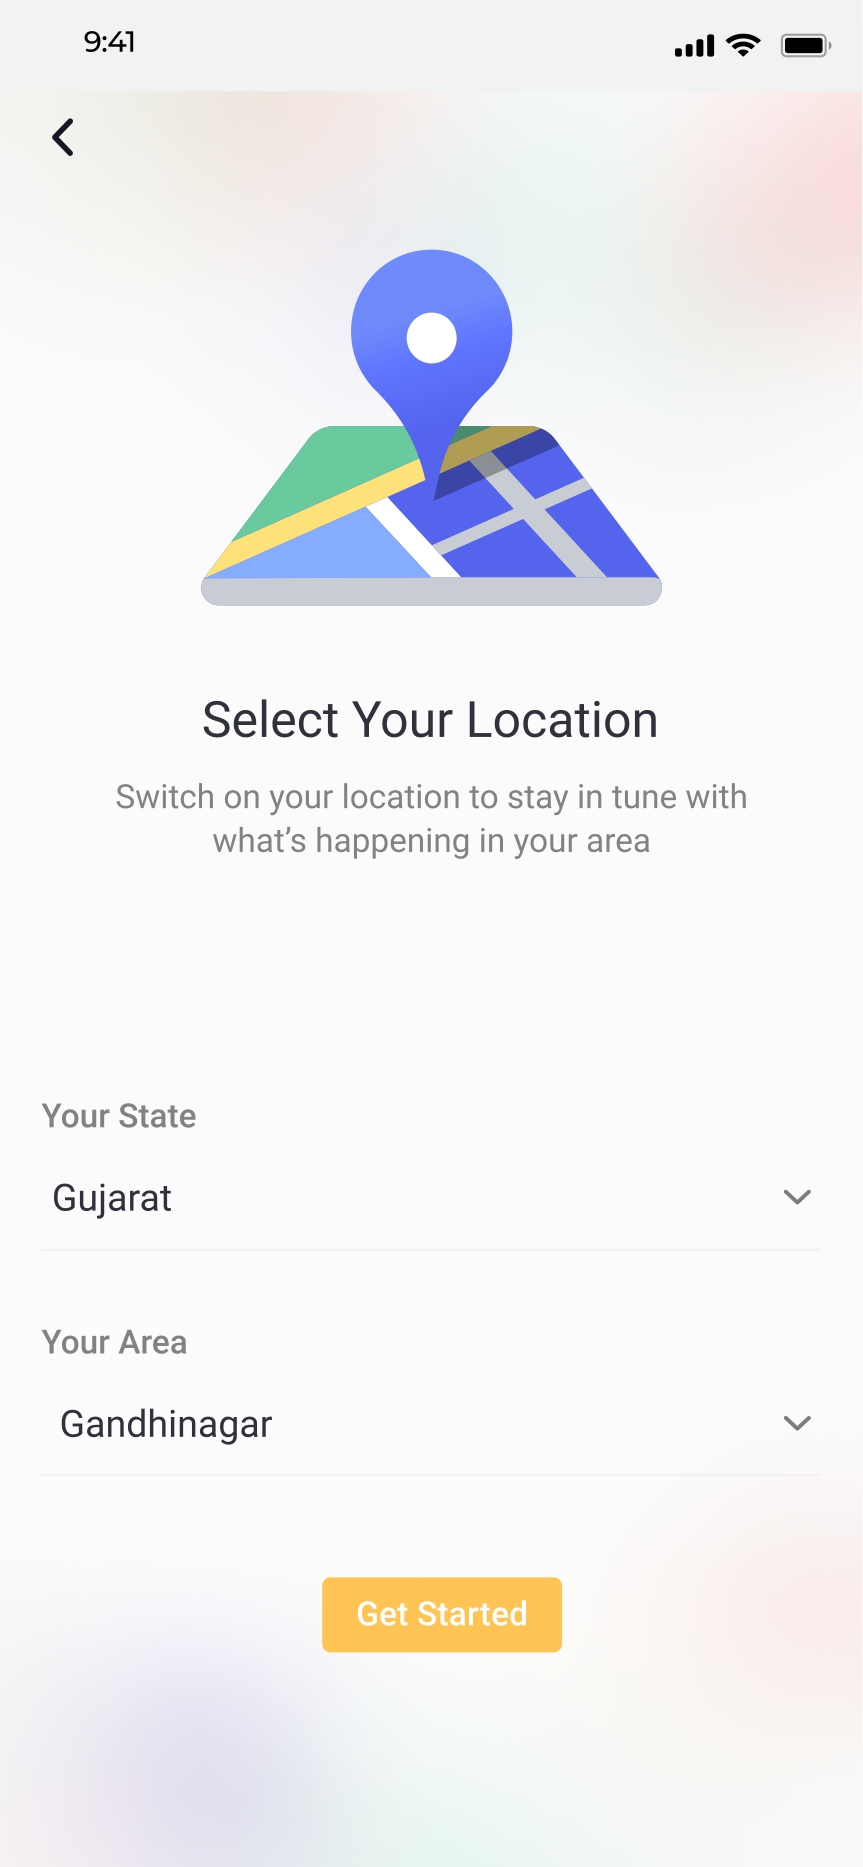 9:41
Select Your Location
Switch on your location to stay in tune with
what’s happening in your area
Your State
Gujarat
Your Area
Gandhinagar
Get Started